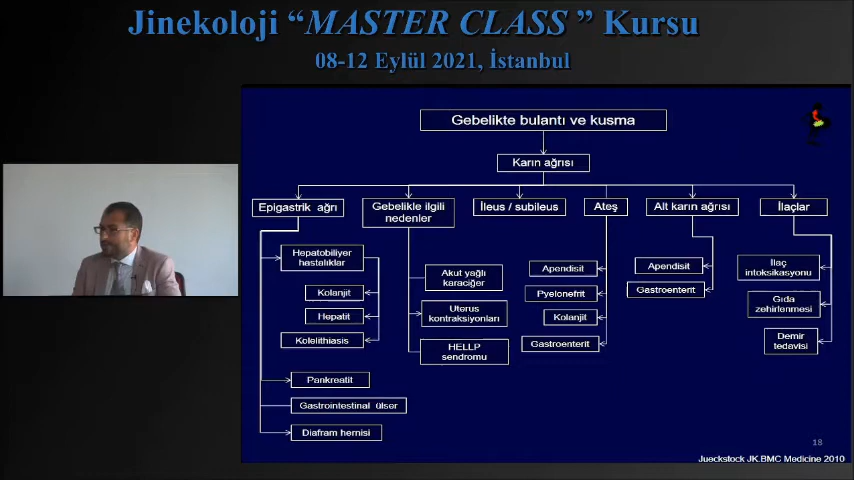 Jinekoloji “MASTER CLASS ” Kursu
08-12 Eylül 2021, İstanbul
Gebelikte bulantı ve kusma
Karın ağrısı
Epigastrik ağrı
Gebelikle ilgili
nedenler
İleus / subileus
Ateş
Alt karın ağrısı
İlaçlar
Hepatobiliyer
hastalıklar
Kolanjit
Hepatit
Kolelithiasis
Pankreatit
Gastrointestinal ülser
Diafram hernisi
Akut yağlı
karaciğer
Uterus
kontraksiyonları
HELLP
sendromu
Apendisit
Pyelonefrit
Kolanjit
Gastroenterit
Apendisit
Gastroenterit
İlaç
intoksikasyonu
Gıda
zehirlenmesi
Demir
tedavisi
18
Jueckstock JK.BMC Medicine 2010